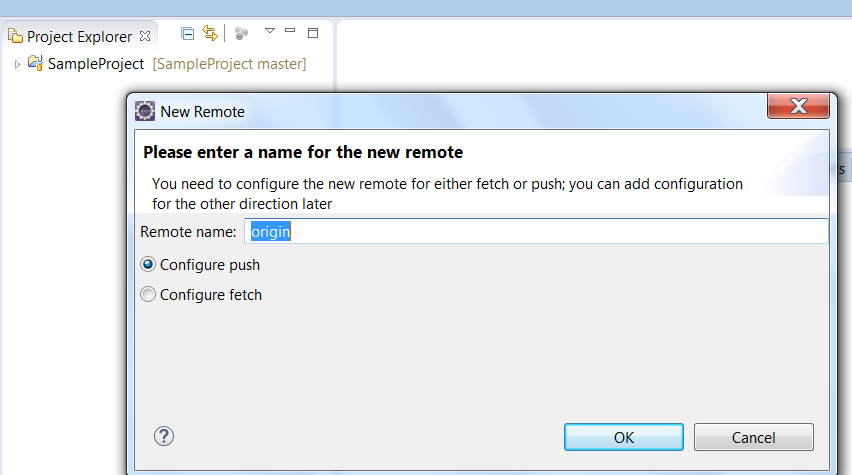 Project Explorer
SampleProject [SampleProject master]
New Remote
Please enter a name for the new remote
You need to configure the new remote for either fetch or push; you can add configuration
for the other direction later
s
Remote name: origin
Configure push
Configure fetch
?
OK Cancel